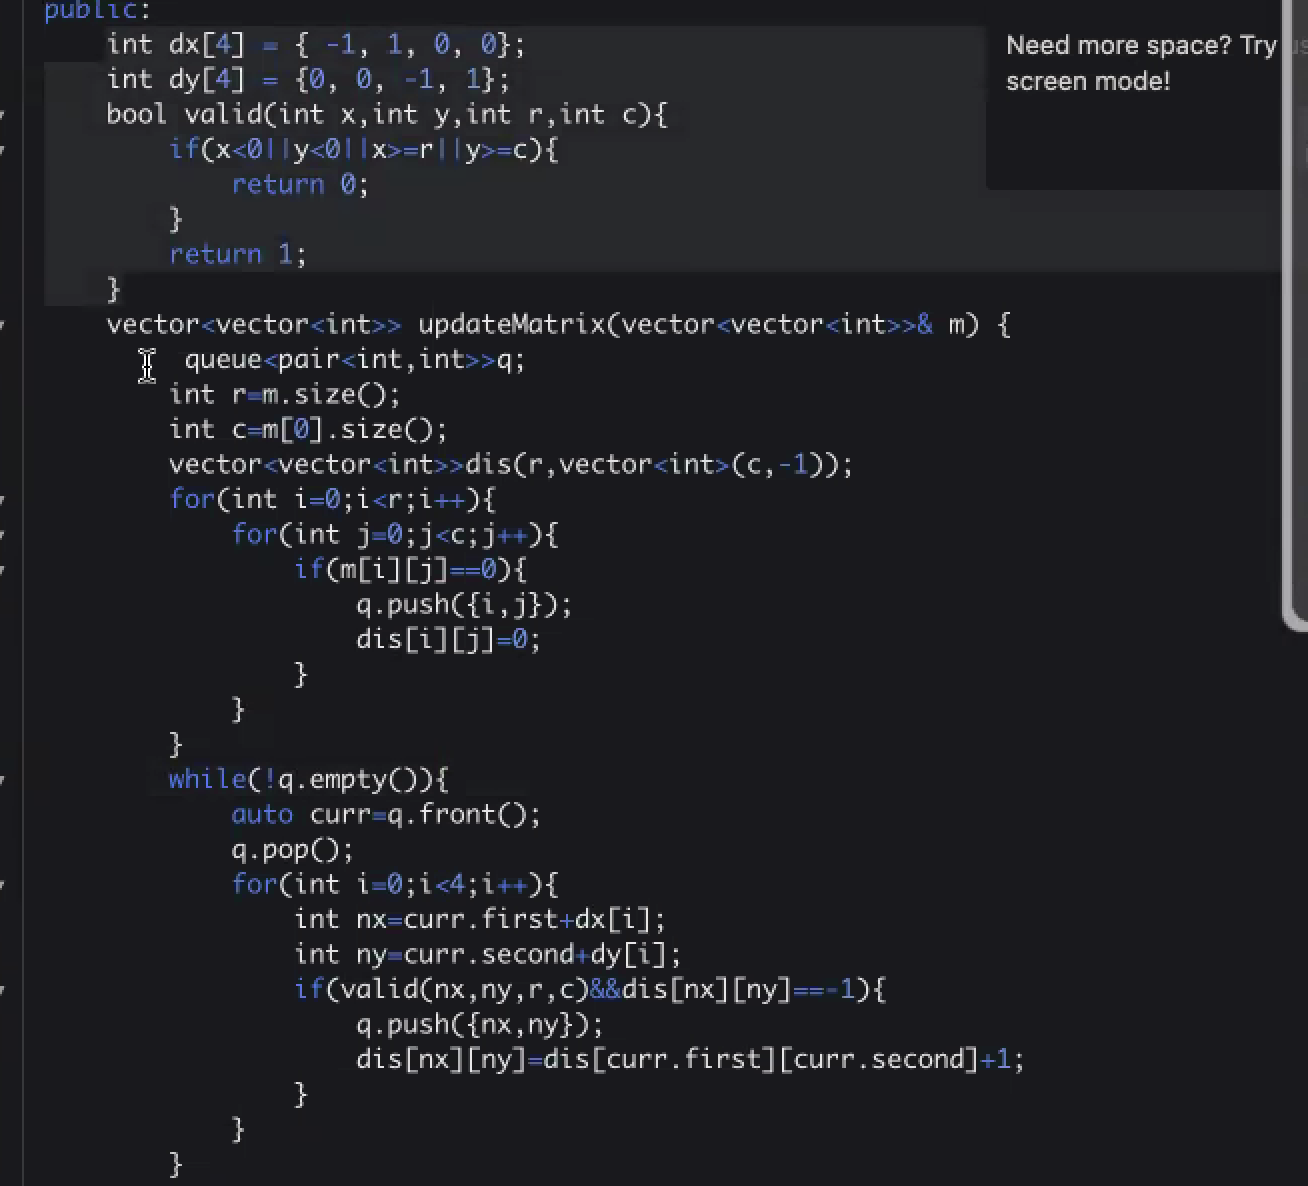 public:
    int dx[4] = { -1, 1, 0, 0};
    int dy[4] = {0, 0, -1, 1};
    bool valid(int x,int y,int r,int c){
        if(x<0||y<0||x>=r||y>=c){
            return 0;
        }
        return 1;
    }
    vector<vector<int>> updateMatrix(vector<vector<int>>& m) {
         queue<pair<int,int>>q;
        int r=m.size();
        int c=m[0].size();
        vector<vector<int>>dis(r,vector<int>(c,-1));
        for(int i=0;i<r;i++){
            for(int j=0;j<c;j++){
                if(m[i][j]==0){
                    q.push({i,j});
                    dis[i][j]=0;
                }
            }
        }
        while(!q.empty()){
            auto curr=q.front();
            q.pop();
            for(int i=0;i<4;i++){
                int nx=curr.first+dx[i];
                int ny=curr.second+dy[i];
                if(valid(nx,ny,r,c)&&dis[nx][ny]==-1){
                    q.push({nx,ny});
                    dis[nx][ny]=dis[curr.first][curr.second]+1;
                }
            }
        }
Need more space? Try
screen mode!